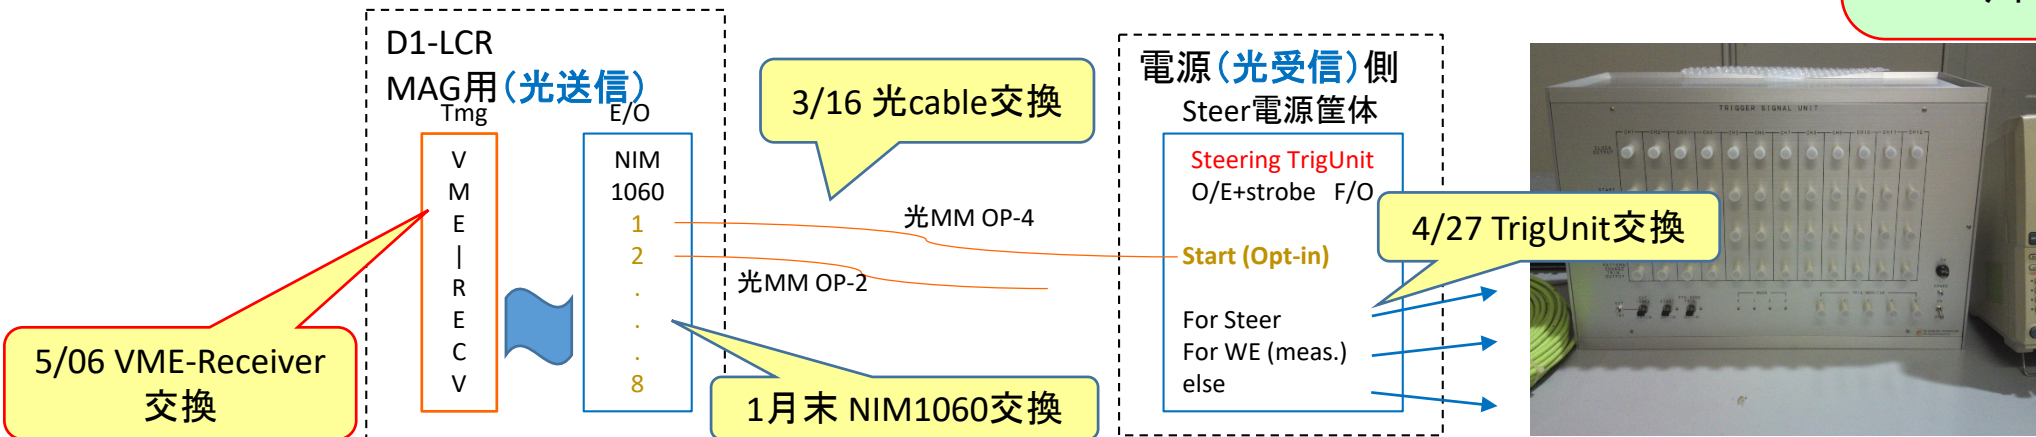 D1-LCR
MAG用(光送信)
Tmg
E/O
V
M
E
|
R
E
C
V
NIM
1060
1
2
.
.
.
8
5/06 VME-Receiver
交換
1月末 NIM1060交換
3/16 光cable交換
光MM OP-4
光MM OP-2
電源(光受信)側
Steer電源筐体
Steering TrigUnit
O/E+strobe F/O
Start (Opt-in)
For Steer
For WE (meas.)
else
4/27 TrigUnit交換
TRIGGER SIGNAL UNIT